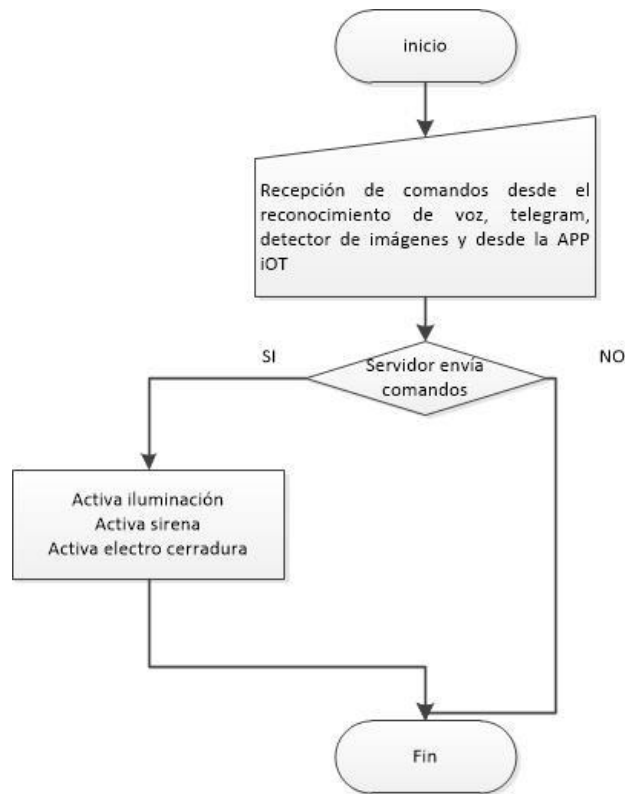 inicio
Recepción de comandos desde el
reconocimiento de voz, telegram,
detector de imágenes y desde la APP
iOT
SI
Servidor envía
comandos
NO
Activa iluminación
Activa sirena
Activa electro cerradura
Fin